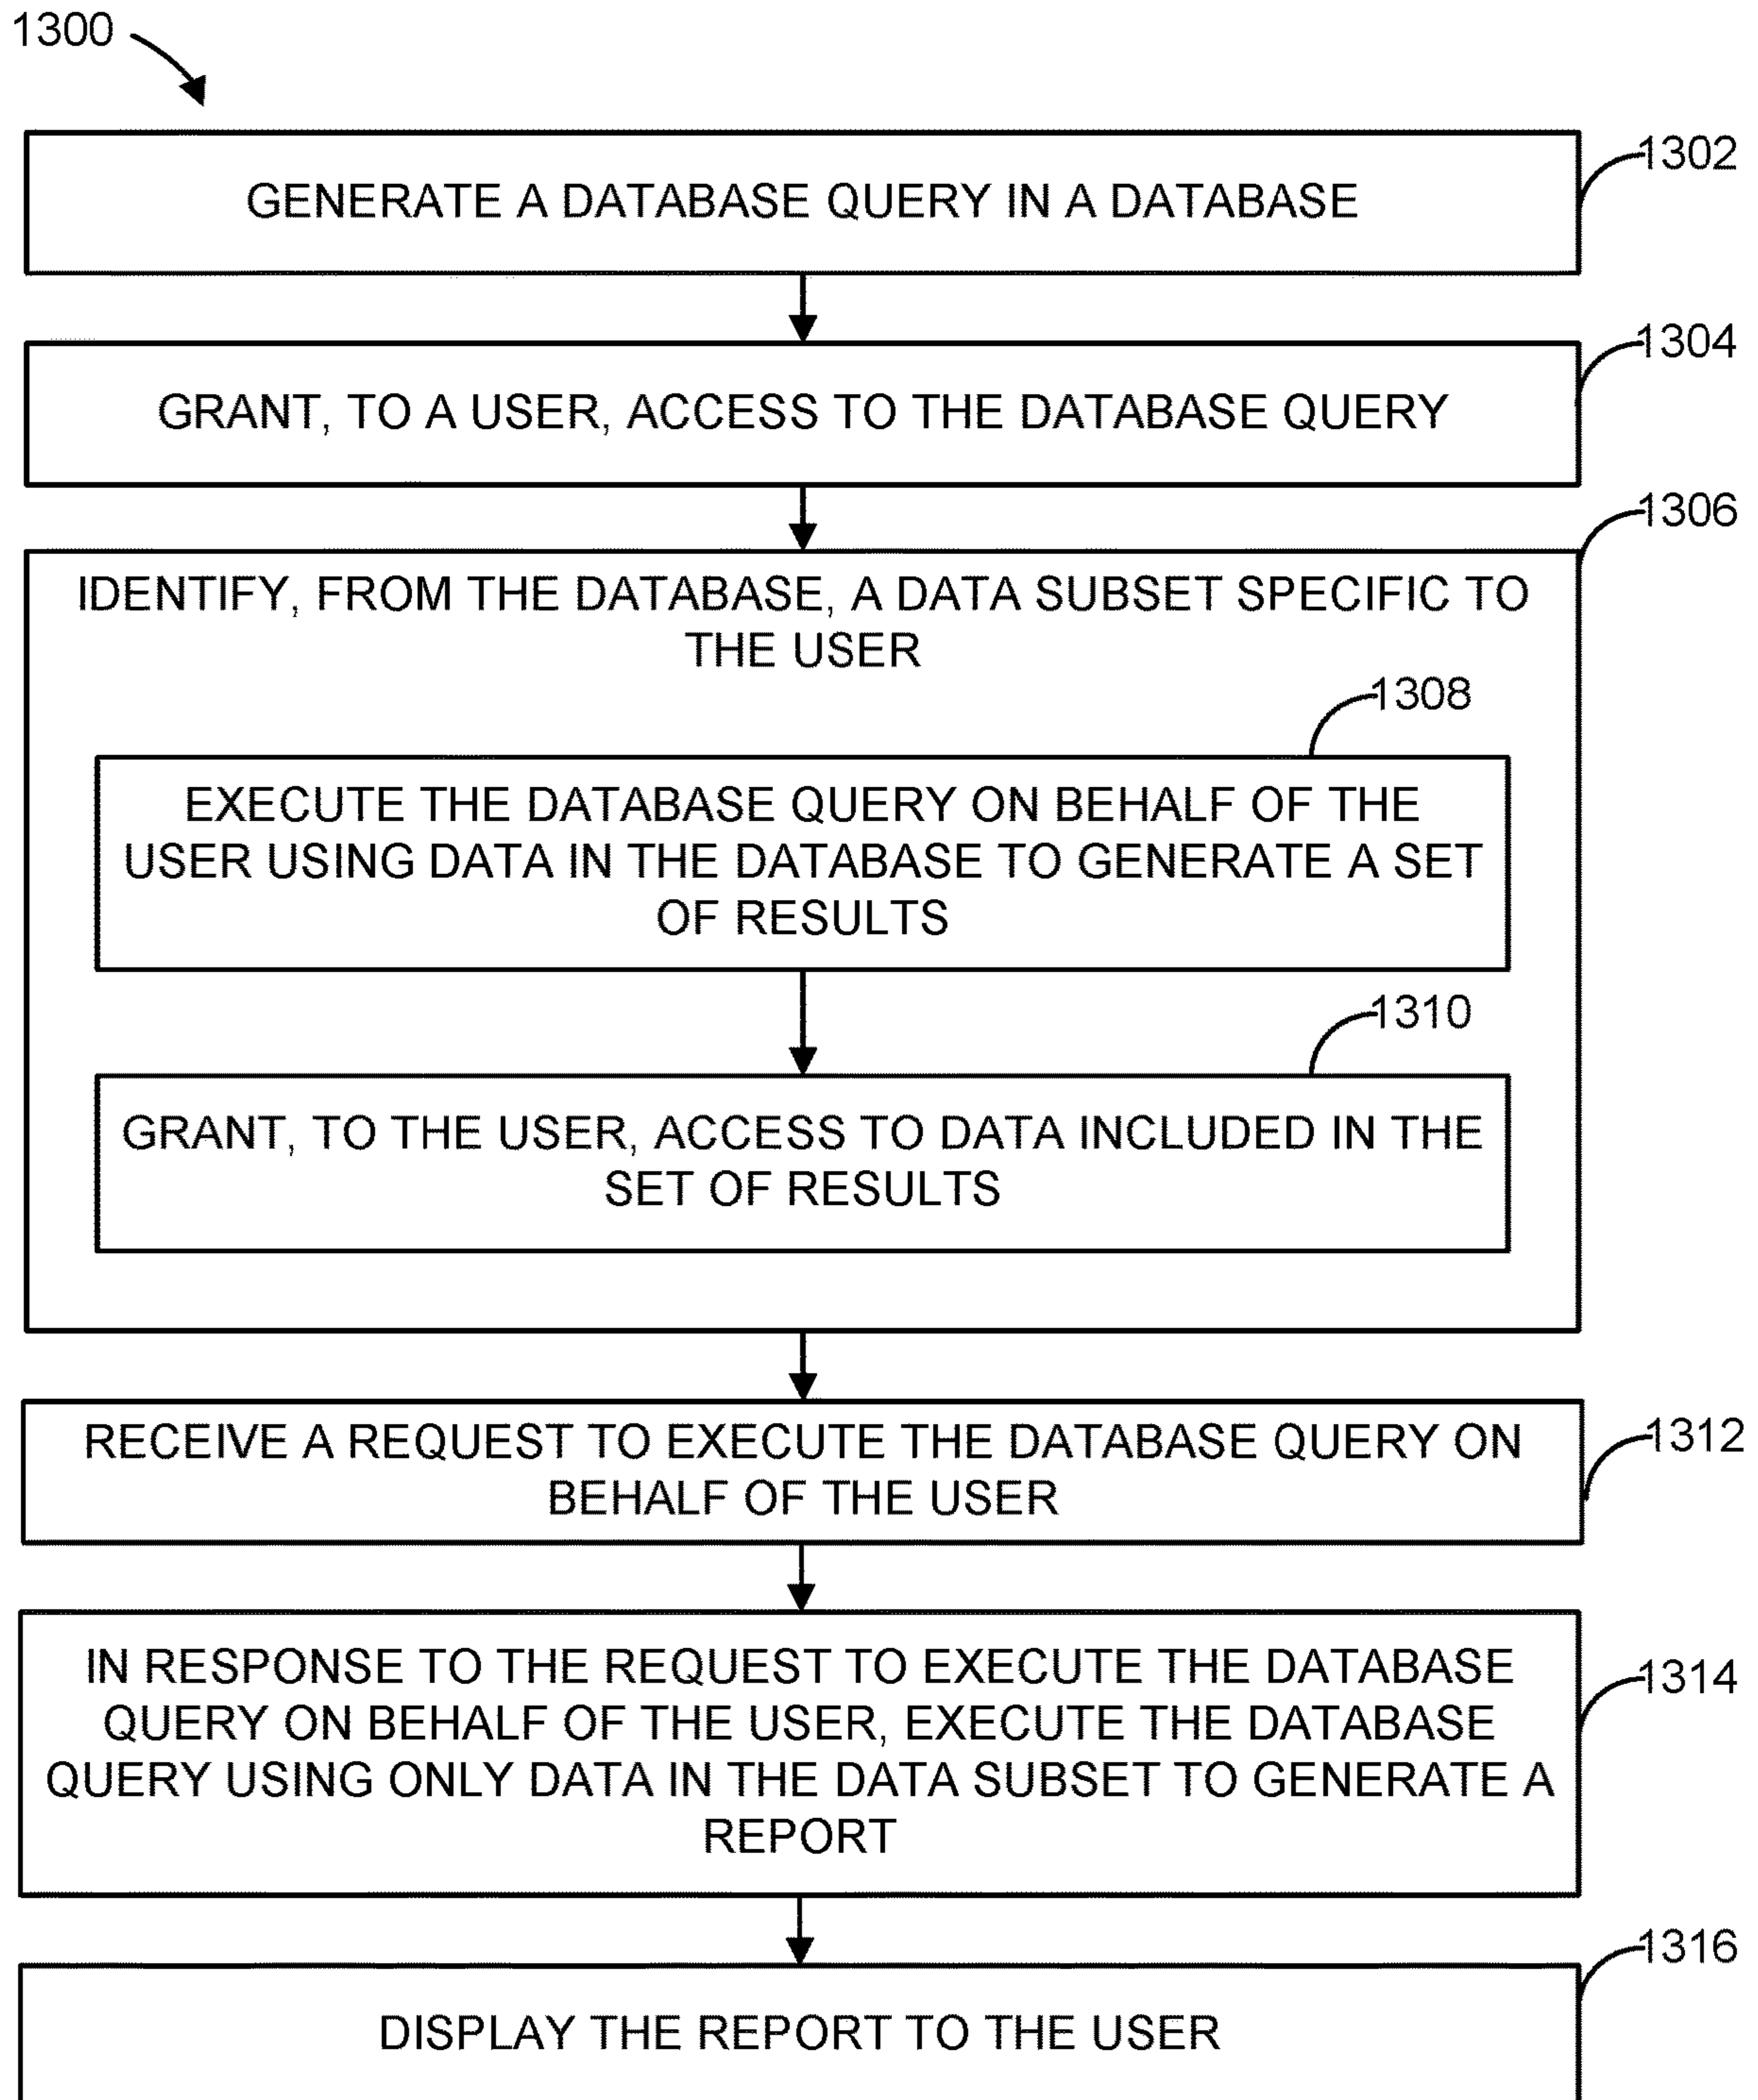 1300
1302
GENERATE A DATABASE QUERY IN A DATABASE
1304
GRANT, TO A USER, ACCESS TO THE DATABASE QUERY
1306
IDENTIFY, FROM THE DATABASE, A DATA SUBSET SPECIFIC TO
THE USER
1308
EXECUTE THE DATABASE QUERY ON BEHALF OF THE
USER USING DATA IN THE DATABASE TO GENERATE A SET
OF RESULTS
1310
GRANT, TO THE USER, ACCESS TO DATA INCLUDED IN THE
SET OF RESULTS
RECEIVE A REQUEST TO EXECUTE THE DATABASE QUERY ON
BEHALF OF THE USER
1312
IN RESPONSE TO THE REQUEST TO EXECUTE THE DATABASE
QUERY ON BEHALF OF THE USER, EXECUTE THE DATABASE
QUERY USING ONLY DATA IN THE DATA SUBSET TO GENERATE A
REPORT
1314
1316
DISPLAY THE REPORT TO THE USER